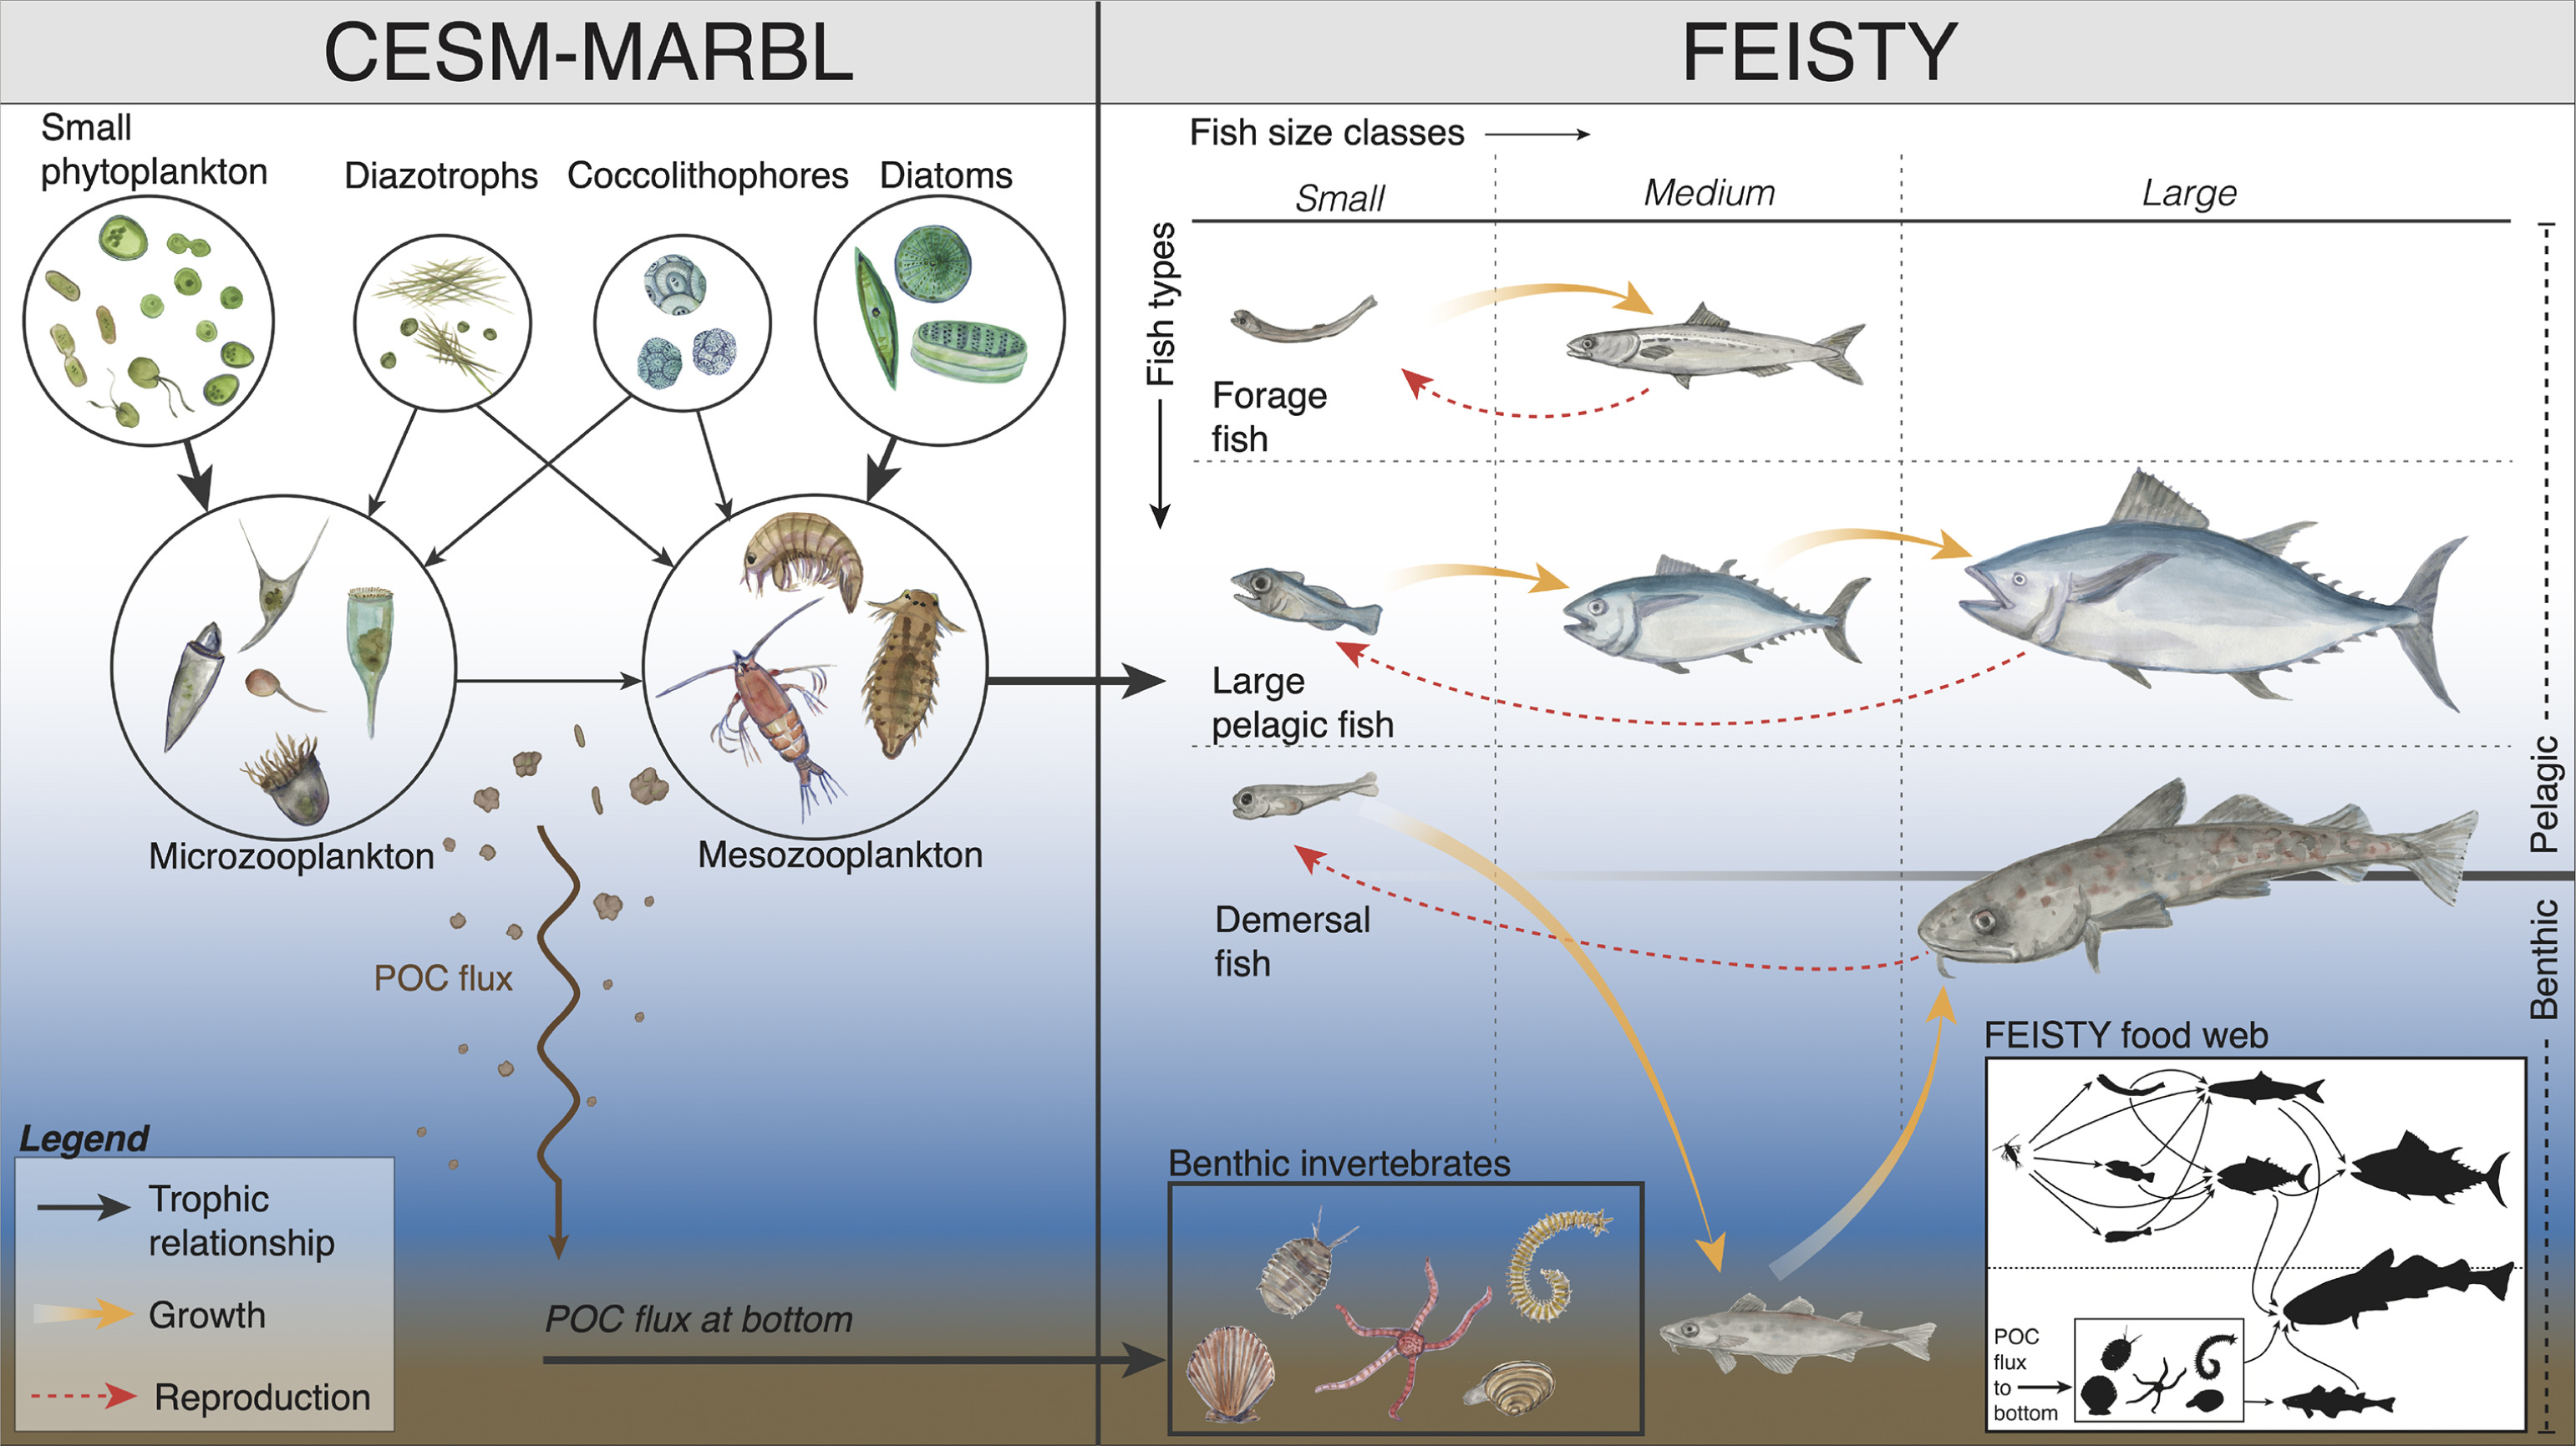 CESM-MARBL
FEISTY
Small
phytoplankton
Diazotrophs
Coccolithophores
Diatoms
Microzooplankton
Mesozooplankton
POC flux
POC flux at bottom
Legend
Trophic
relationship
Growth
Reproduction
Fish size classes
Small
Medium
Large
Fish types
Forage
fish
Large
pelagic fish
Demersal
fish
Pelagic
Benthic
Benthic invertebrates
FEISTY food web
POC
flux
to
bottom